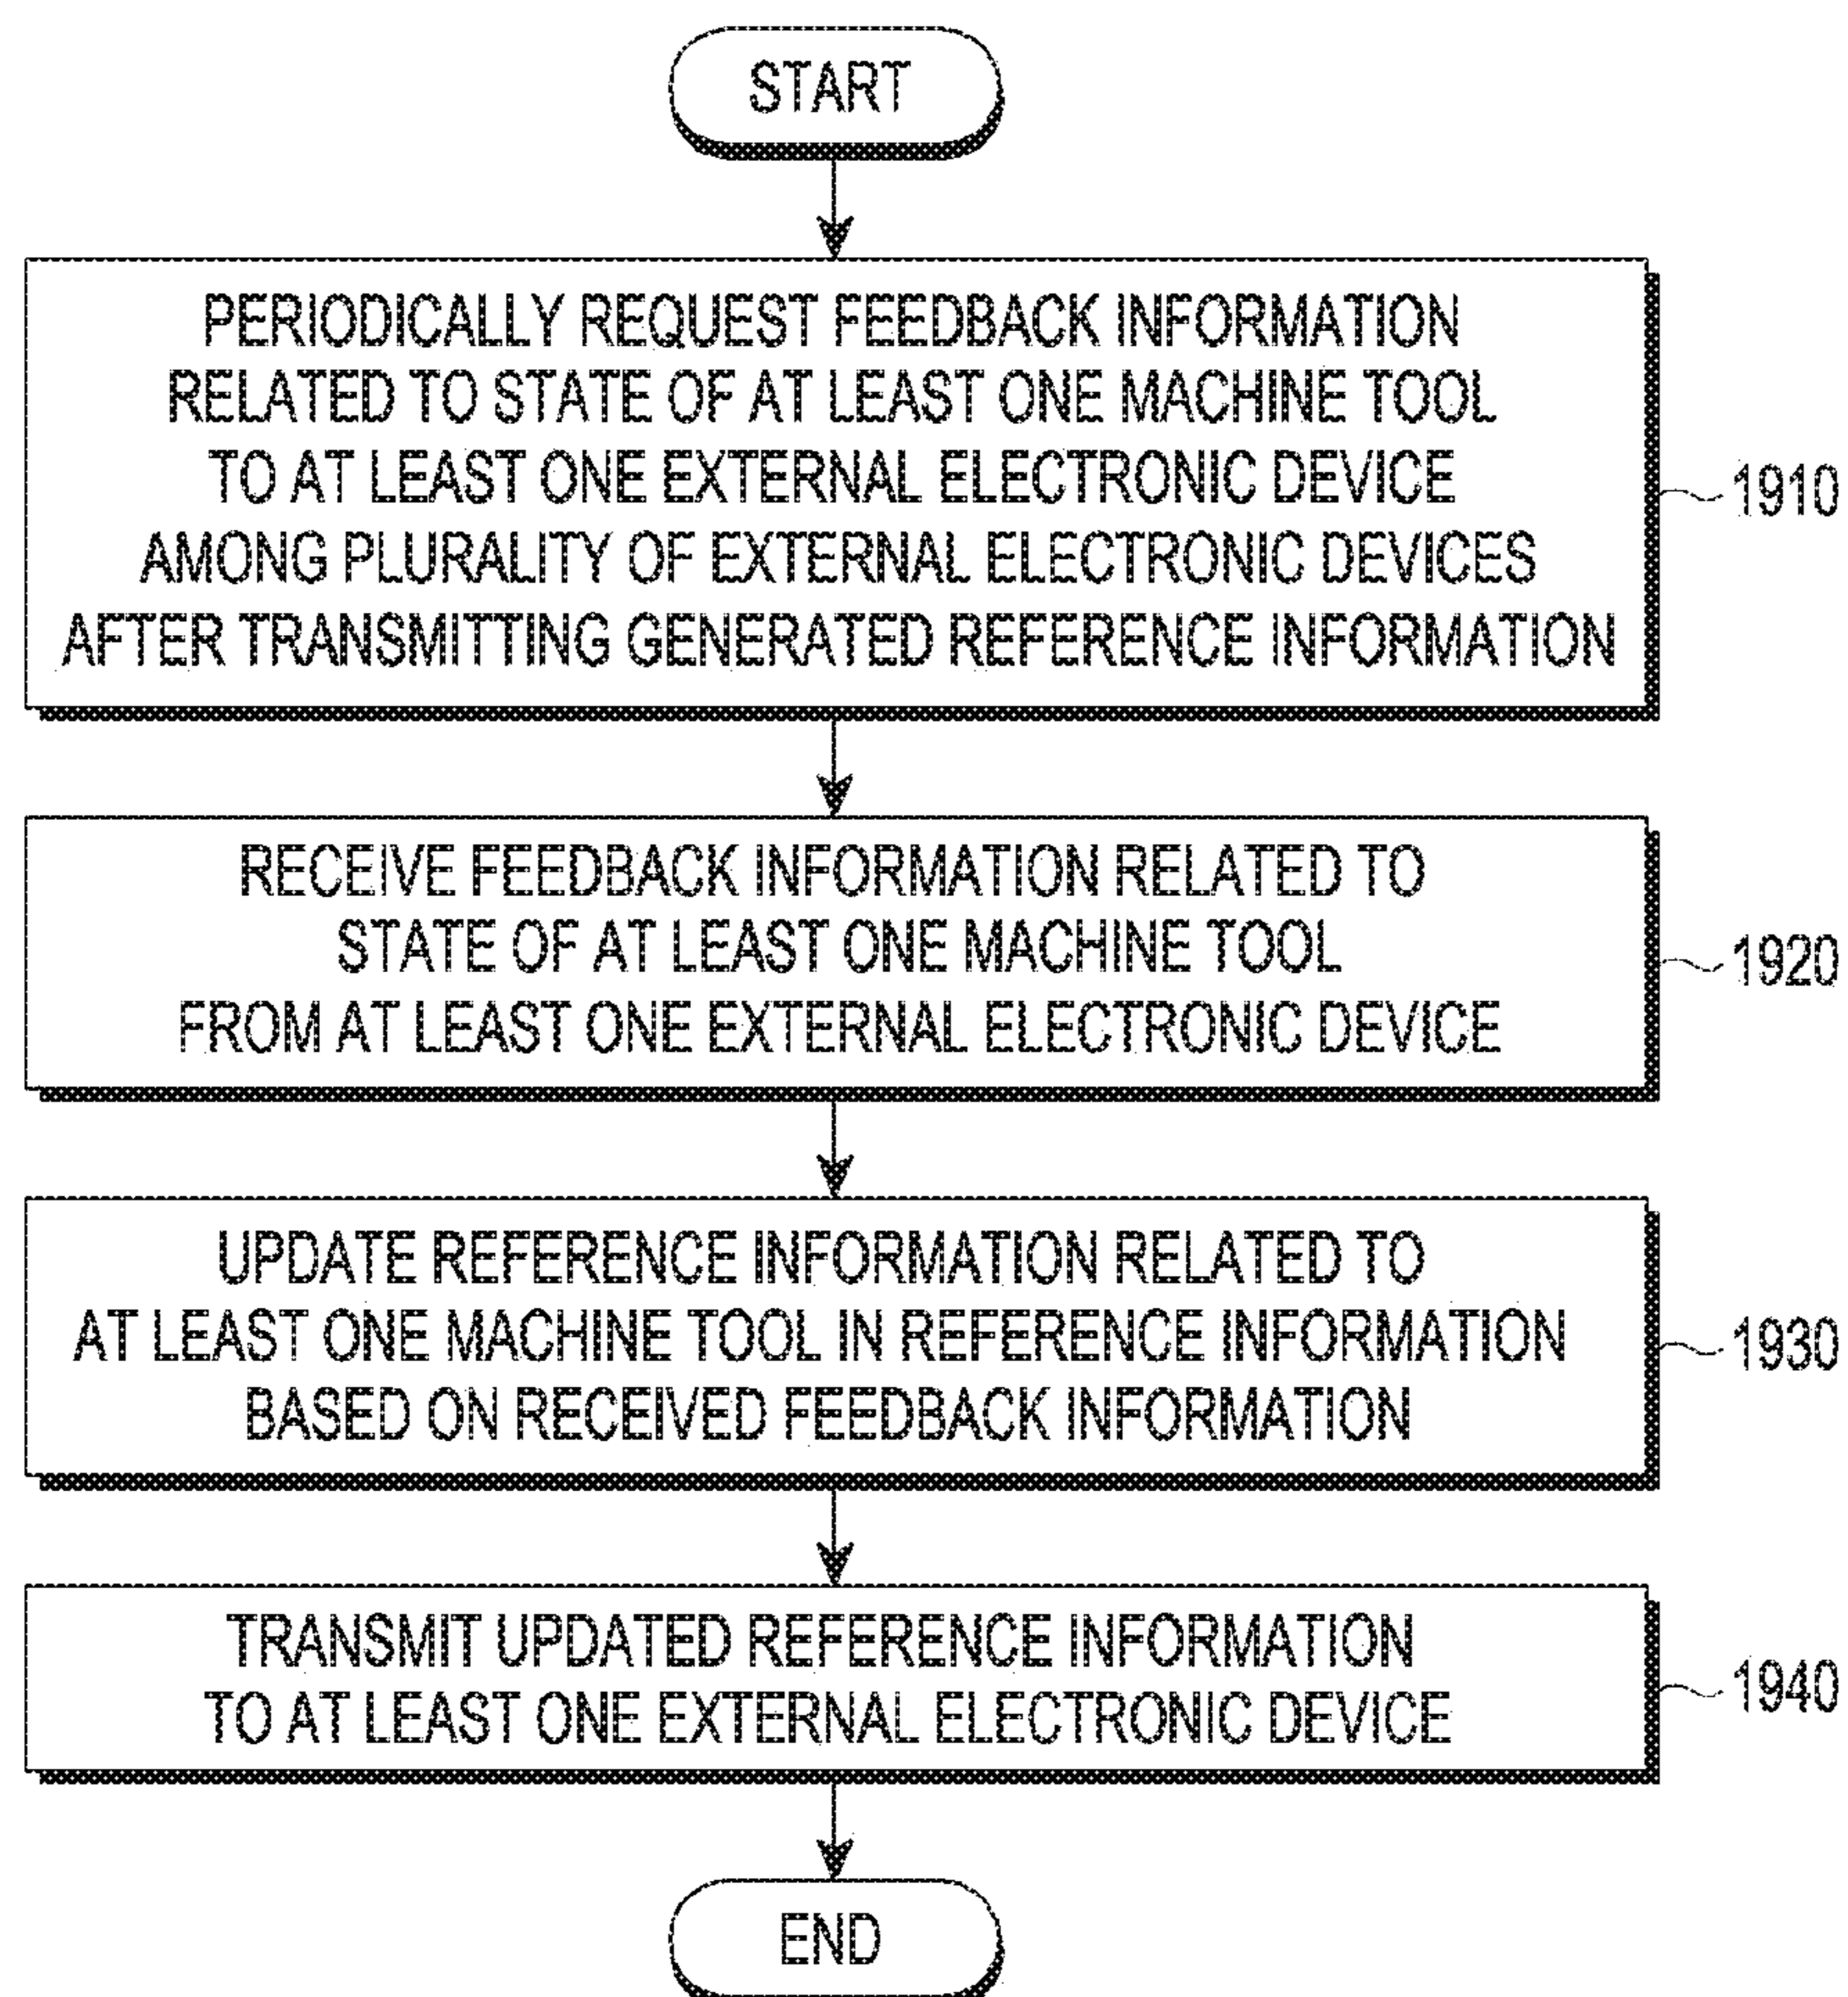 START
PERIODICALLY REQUEST FEEDBACK INFORMATION
RELATED TO STATE OF AT LEAST ONE MACHINE TOOL
TO AT LEAST ONE EXTERNAL ELECTRONIC DEVICE
AMONG PLURALITY OF EXTERNAL ELECTRONIC DEVICES
AFTER TRANSMITTING GENERATED REFERENCE INFORMATION
1910
RECEIVE FEEDBACK INFORMATION RELATED TO
STATE OF AT LEAST ONE MACHINE TOOL
FROM AT LEAST ONE EXTERNAL ELECTRONIC DEVICE
1920
UPDATE REFERENCE INFORMATION RELATED TO
AT LEAST ONE MACHINE TOOL IN REFERENCE INFORMATION
BASED ON RECEIVED FEEDBACK INFORMATION
1930
TRANSMIT UPDATED REFERENCE INFORMATION
TO AT LEAST ONE EXTERNAL ELECTRONIC DEVICE
1940
END